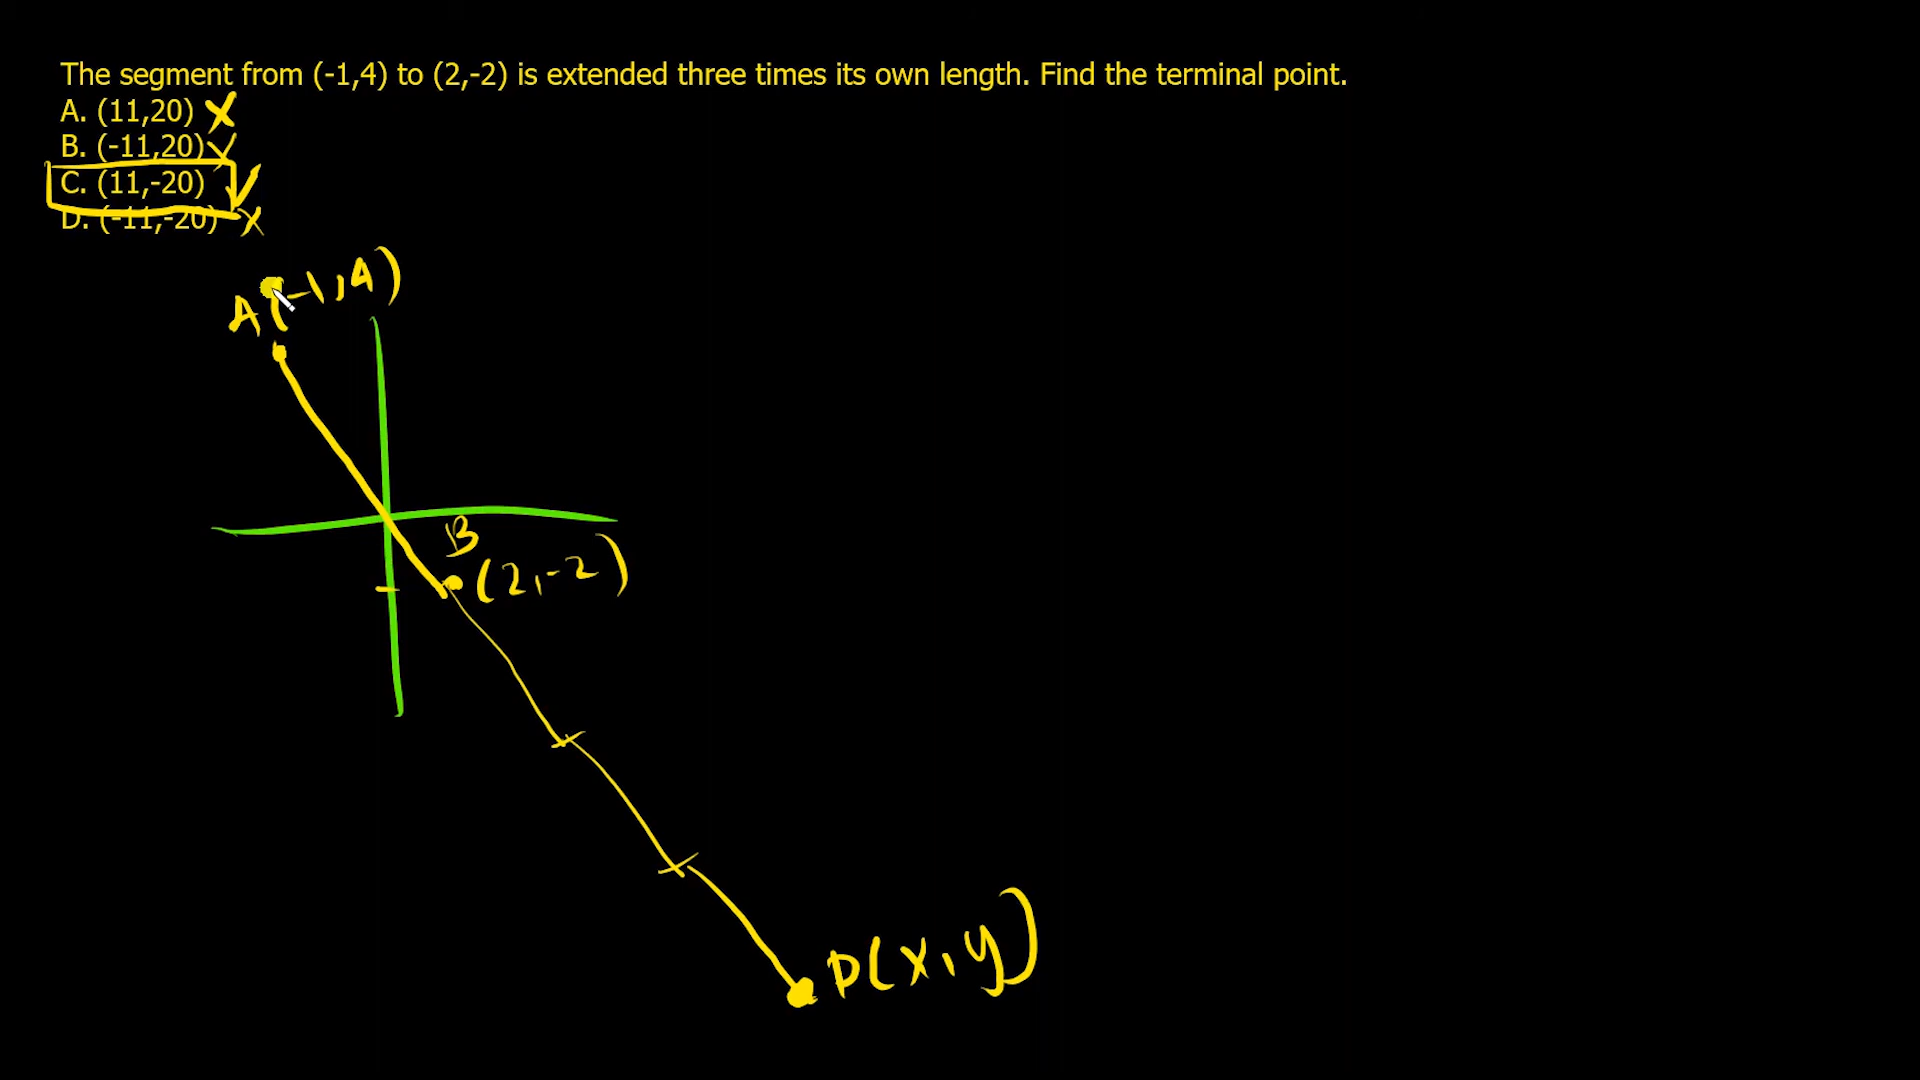 The segment from (-1,4) to (2,-2) is extended three times its own length. Find the terminal point.
A. (11,20) X
B. (-11,20) X
C. (11,-20) ✓
D. (-11,-20) X
A(-1,4)
B
(2,-2)
P(x,y)